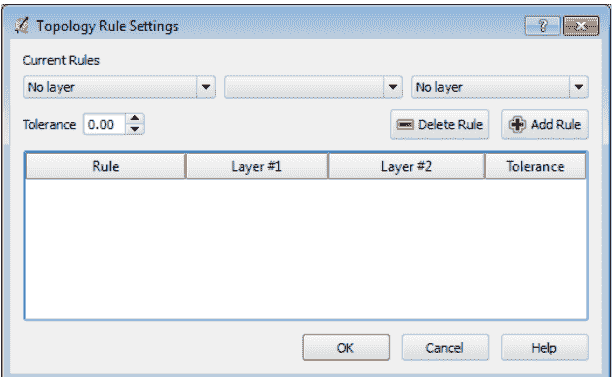 Topology Rule Settings
Current Rules
No layer No layer
Tolerance 0.00 Delete Rule Add Rule
Rule Layer #1 Layer #2 Tolerance
OK Cancel Help